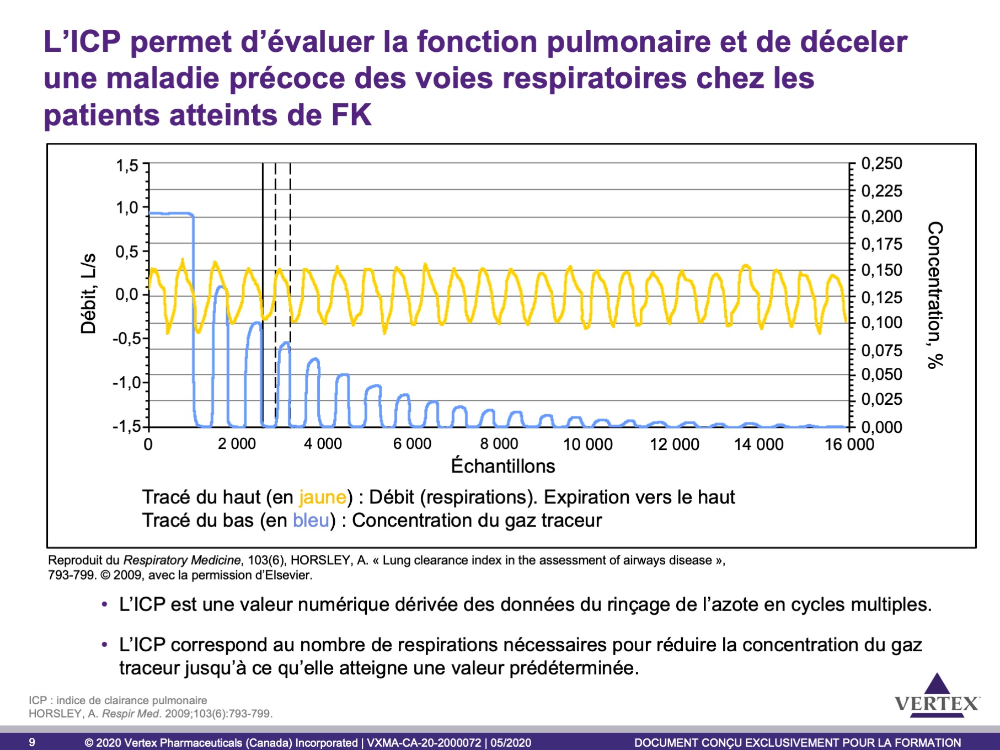 L’ICP permet d’évaluer la fonction pulmonaire et de déceler
une maladie précoce des voies respiratoires chez les
patients atteints de FK
1,5
1,0
0,5
0,0
-0,5
-1,0
-1,5
Débit, L/s
0,250
0,225
0,200
0,175
0,150
0,125
0,100
0,075
0,050
0,025
0,000
Concentration, %
0 2 000 4 000 6 000 8 000 10 000 12 000 14 000 16 000
Échantillons
Tracé du haut (en jaune) : Débit (respirations). Expiration vers le haut
Tracé du bas (en bleu) : Concentration du gaz traceur
Reproduit du Respiratory Medicine, 103(6), HORSLEY, A. « Lung clearance index in the assessment of airways disease »,
793-799. © 2009, avec la permission d’Elsevier.
• L’ICP est une valeur numérique dérivée des données du rinçage de l’azote en cycles multiples.
• L’ICP correspond au nombre de respirations nécessaires pour réduire la concentration du gaz
traceur jusqu’à ce qu’elle atteigne une valeur prédéterminée.
ICP : indice de clairance pulmonaire
HORSLEY, A. Respir Med. 2009;103(6):793-799.
VERTEX
9 © 2020 Vertex Pharmaceuticals (Canada) Incorporated | VXMA-CA-20-2000072 | 05/2020 DOCUMENT CONÇU EXCLUSIVEMENT POUR LA FORMATION